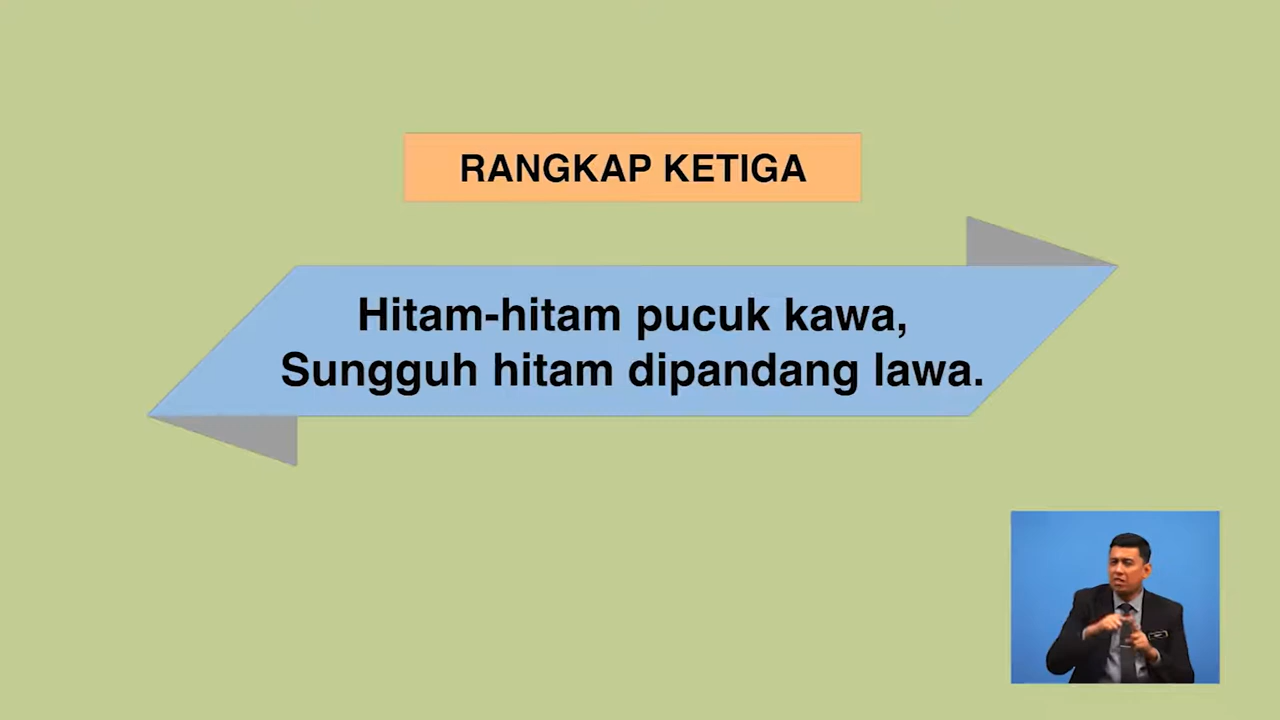 RANGKAP KETIGA
Hitam-hitam pucuk kawa,
Sungguh hitam dipandang lawa.